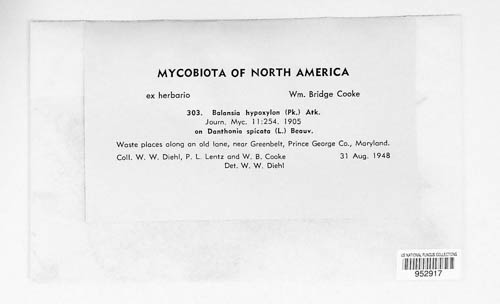 MYCOBIOTA OF NORTH AMERICA
ex herbario Wm. Bridge Cooke
303. Balansia hypoxylon (Pk.) Atk.
Journ. Myc. 11:254. 1905
on Danthonia spicata (L.) Beauv.
Waste places along an old lane, near Greenbelt, Prince George Co., Maryland.
Coll. W. W. Diehl, P. L. Lentz and W. B. Cooke 31 Aug. 1948
Det. W. W. Diehl
US NATIONAL FUNGUS COLLECTIONS
952917